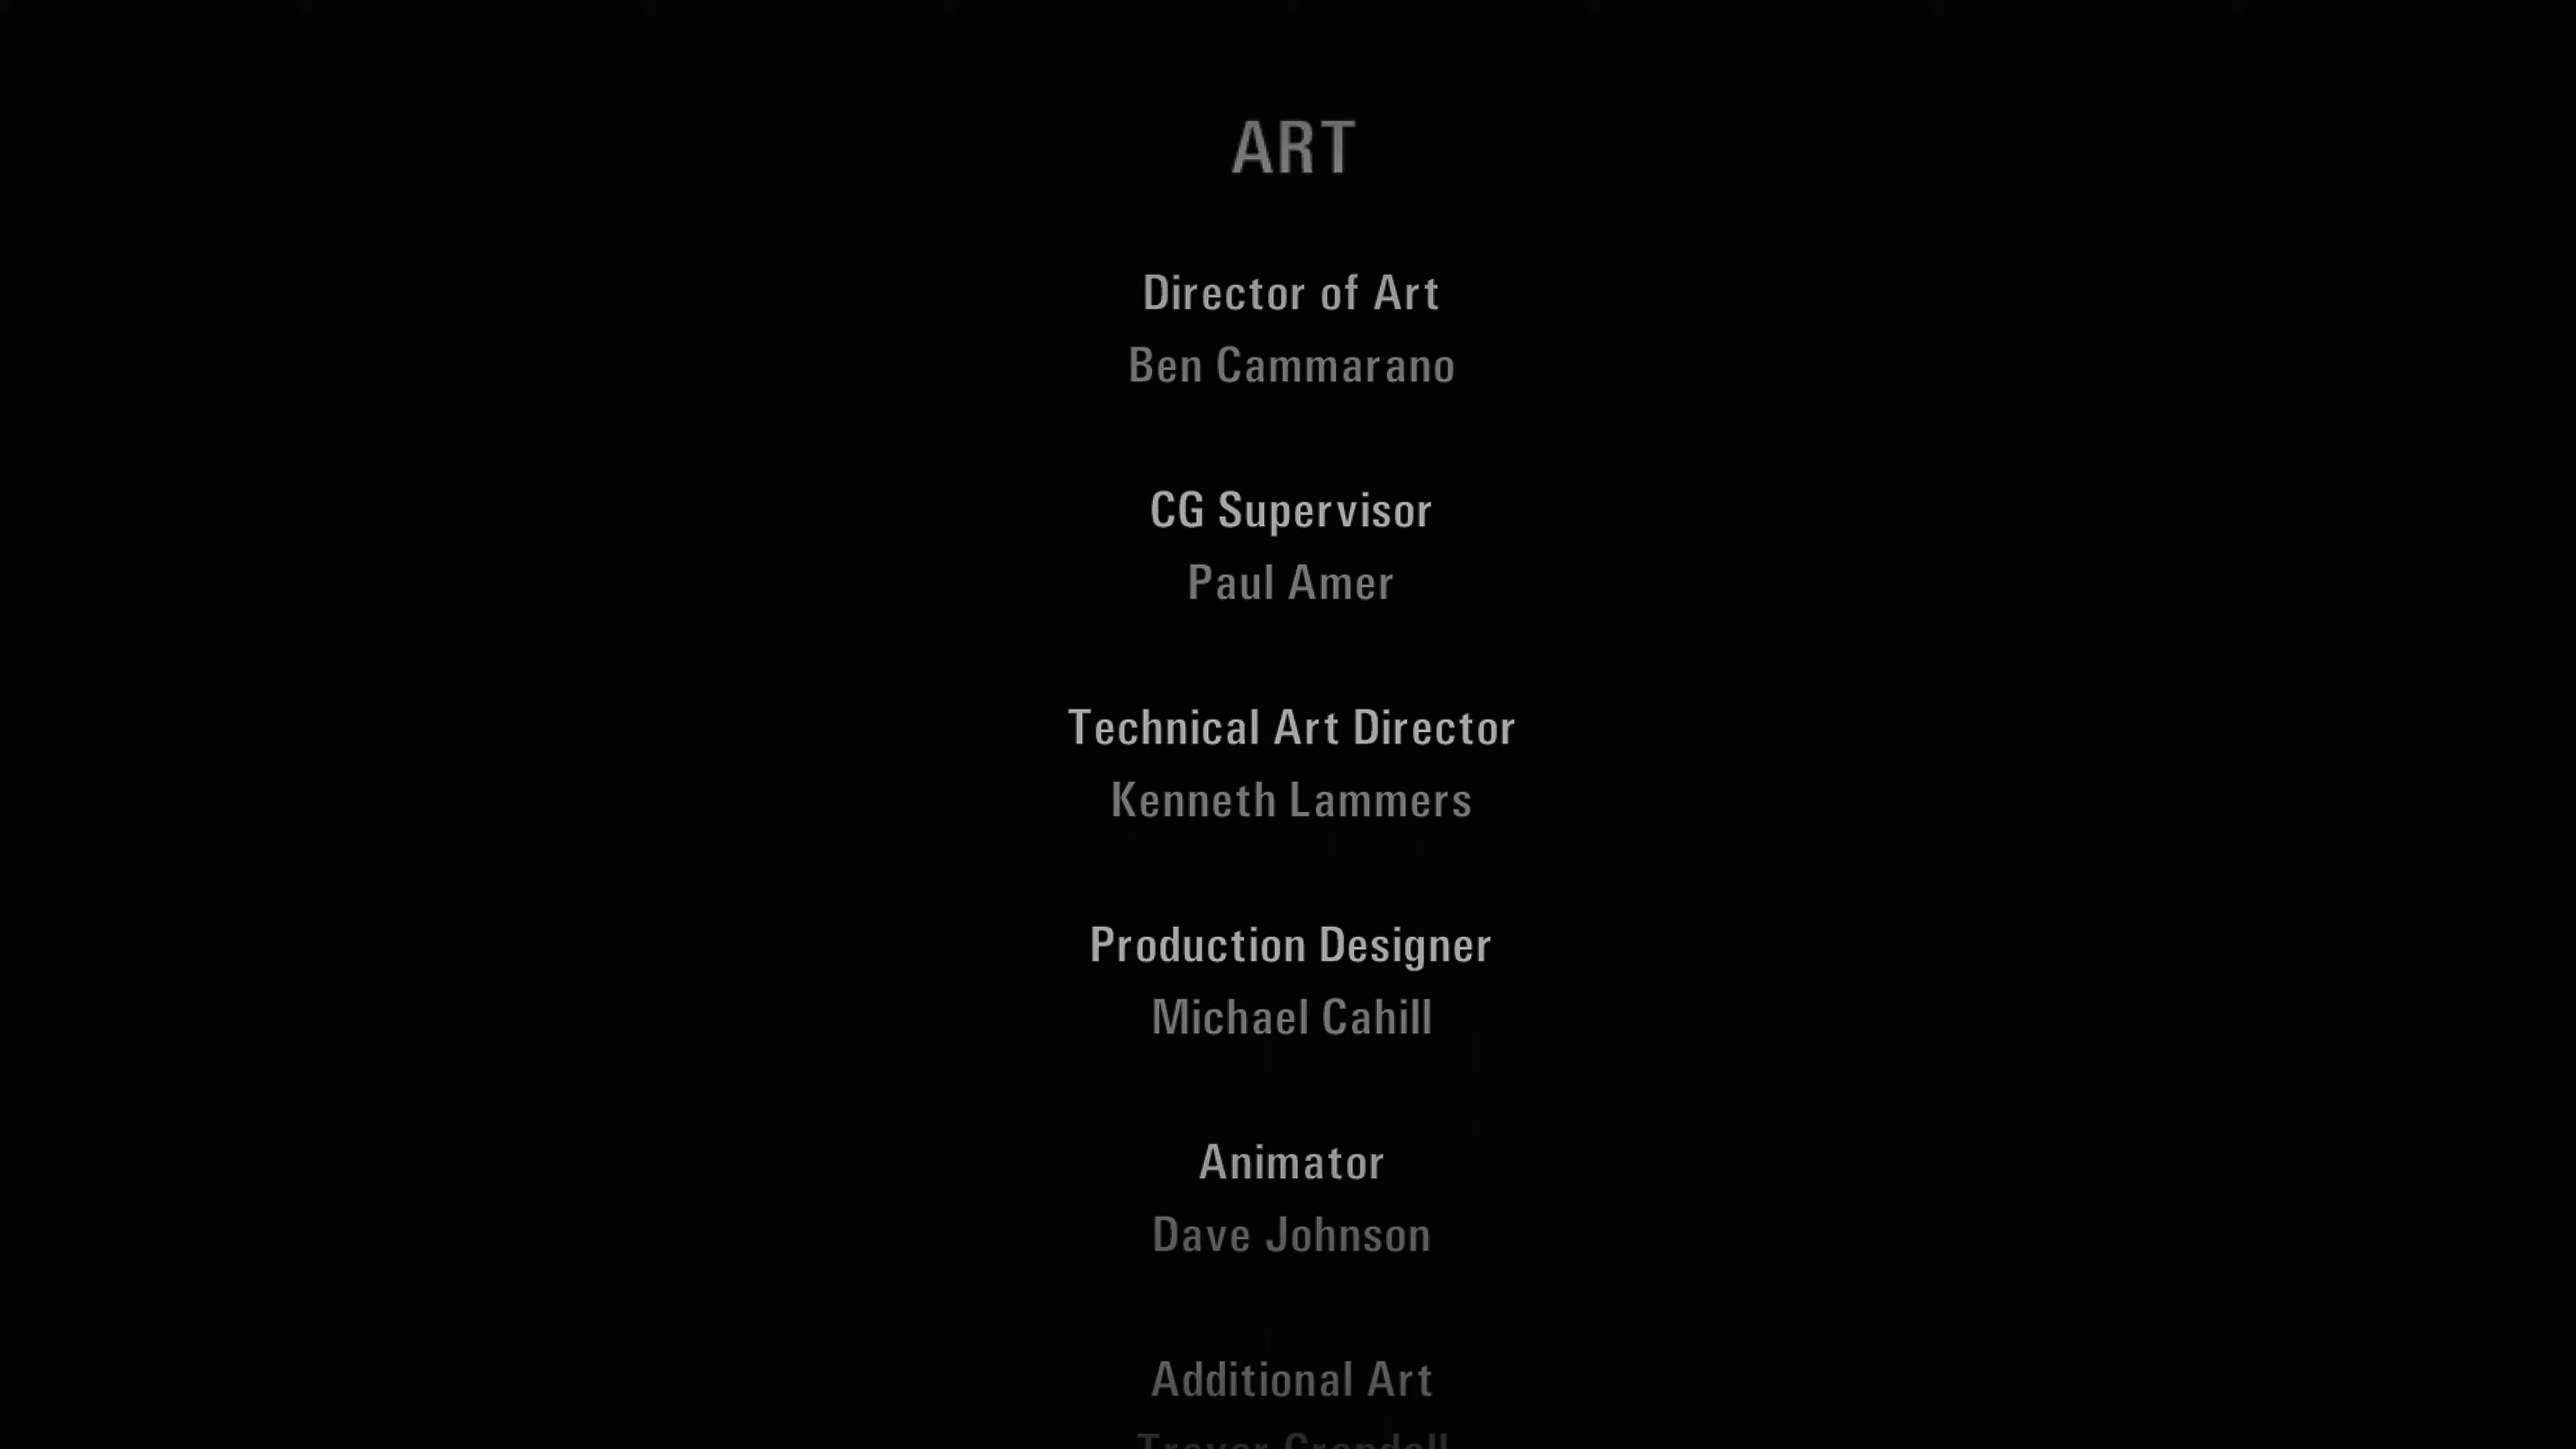 ART
Director of Art
Ben Cammarano
CG Supervisor
Paul Amer
Technical Art Director
Kenneth Lammers
Production Designer
Michael Cahill
Animator
Dave Johnson
Additional Art